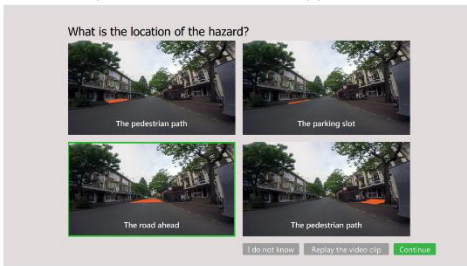 What is the location of the hazard?
The pedestrian path
The parking slot
The road ahead
The pedestrian path
I do not know
Replay the video clip
Continue